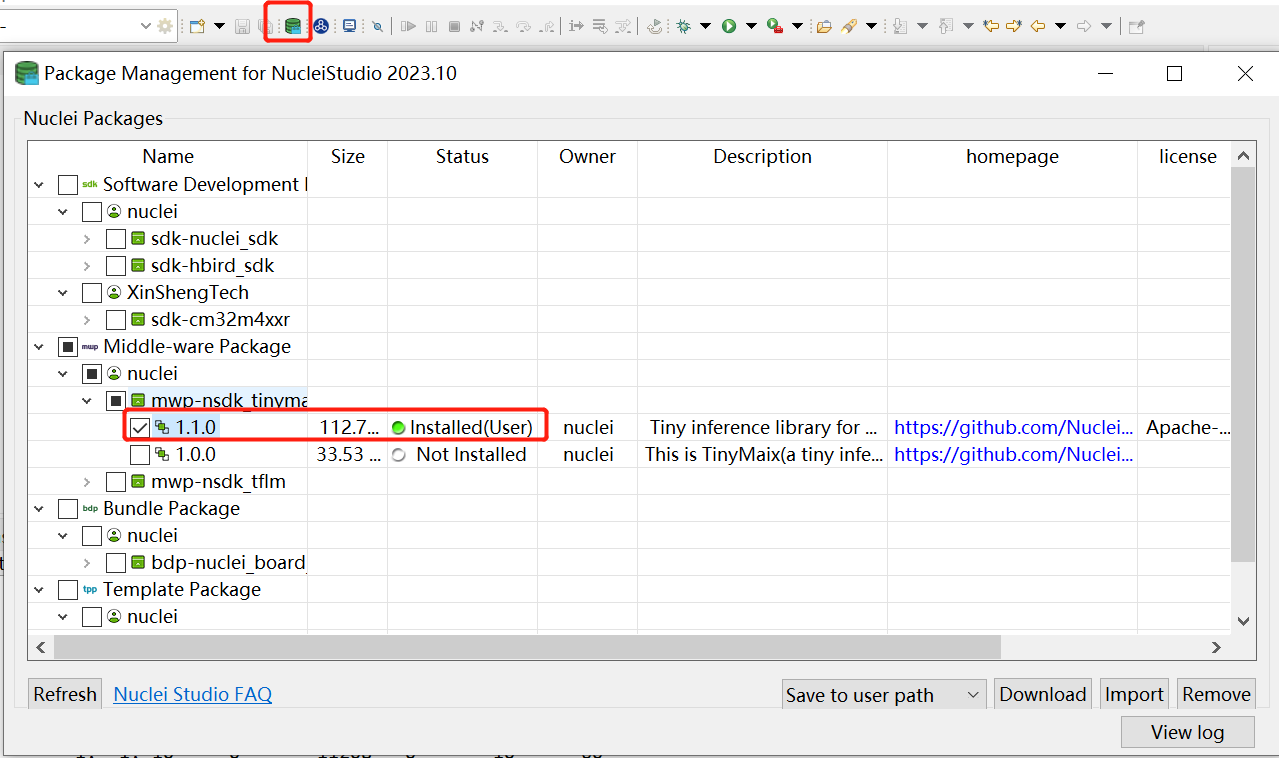 Package Management for NucleiStudio 2023.10
Nuclei Packages
Name Size Status Owner Description homepage license
sdk Software Development
nuclei
sdk-nuclei_sdk
sdk-hbird_sdk
XinShengTech
sdk-cm32m4xxr
mwp Middle-ware Package
nuclei
mwp-nsdk_tinyma
1.1.0 112.7... Installed(User) nuclei Tiny inference library for ... https://github.com/Nuclei... Apache-...
1.0.0 33.53 ... Not Installed nuclei This is TinyMaix(a tiny infe... https://github.com/Nuclei...
mwp-nsdk_tflm
bdp Bundle Package
nuclei
bdp-nuclei_board_
tpp Template Package
nuclei
Refresh Nuclei Studio FAQ Save to user path Download Import Remove
View log